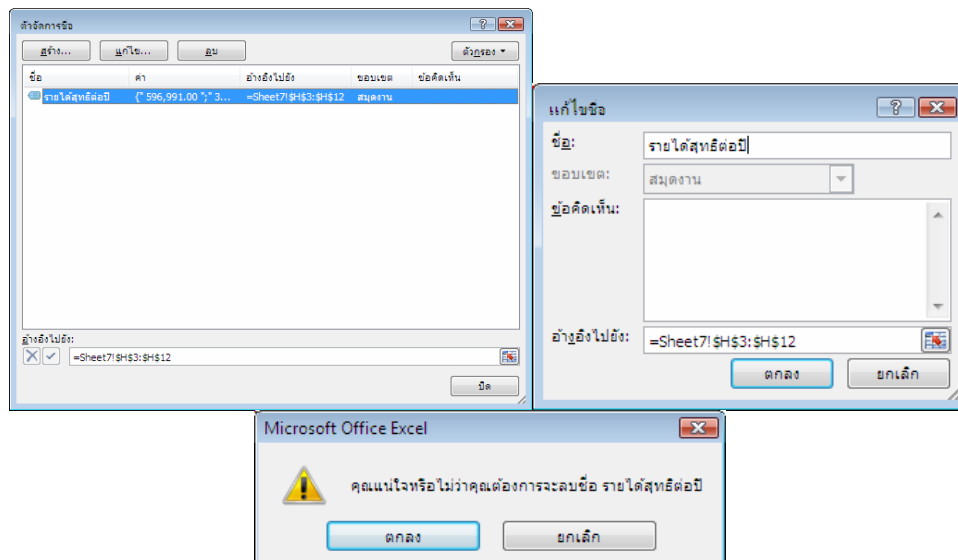 ตัวจัดการชื่อ
สร้าง... แก้ไข... ลบ ตัวกรอง
ชื่อ ค่า อ้างอิงไปยัง ขอบเขต ข้อคิดเห็น
รายได้สุทธิต่อปี {" 596,991.00 ";" 3... =Sheet7!$H$3:$H$12 สมุดงาน
อ้างอิงไปยัง:
=Sheet7!$H$3:$H$12
ปิด
แก้ไขชื่อ
ชื่อ: รายได้สุทธิต่อปี
ขอบเขต: สมุดงาน
ข้อคิดเห็น:
อ้างอิงไปยัง: =Sheet7!$H$3:$H$12
ตกลง ยกเลิก
Microsoft Office Excel
คุณแน่ใจหรือไม่ว่าคุณต้องการจะลบชื่อ รายได้สุทธิต่อปี
ตกลง ยกเลิก